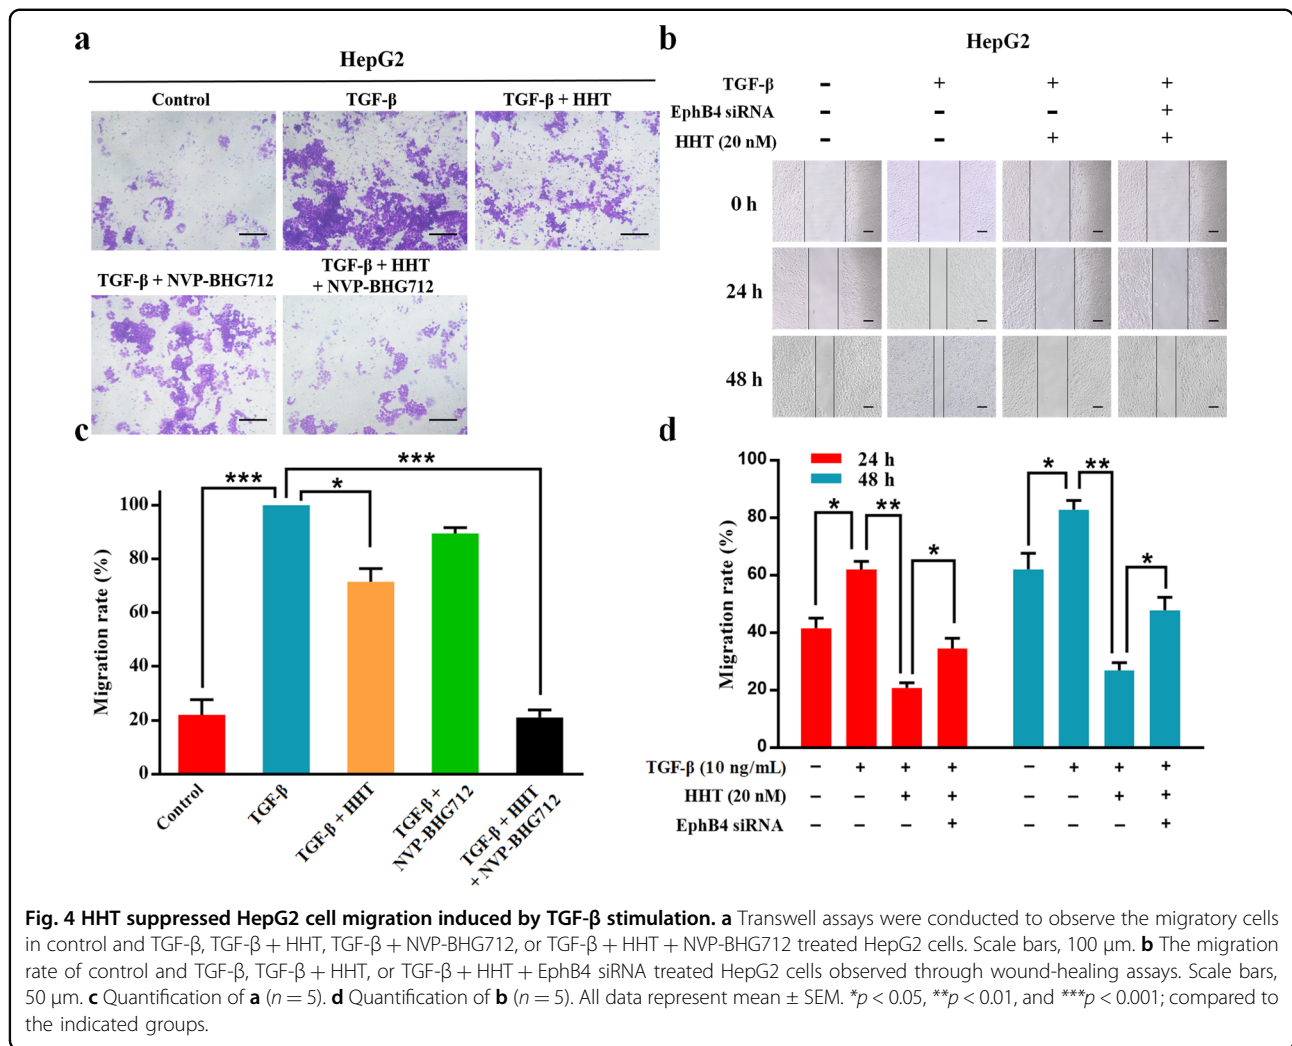 a
HepG2
Control
TGF-β
TGF-β + HHT
TGF-β + NVP-BHG712
TGF-β + HHT
+ NVP-BHG712
b
HepG2
TGF-β - + + +
EphB4 siRNA - - - +
HHT (20 nM) - - + +
0 h
24 h
48 h
c
Migration rate (%)
100
80
60
40
20
0
***
*
***
Control
TGF-β
TGF-β + HHT
TGF-β +
NVP-BHG712
TGF-β + HHT
+ NVP-BHG712
d
Migration rate (%)
100
80
60
40
20
0
24 h
48 h
* ** *
* ** *
TGF-β (10 ng/mL) - + + + - + + +
HHT (20 nM) - - + + - - + +
EphB4 siRNA - - - + - - - +
Fig. 4 HHT suppressed HepG2 cell migration induced by TGF-β stimulation. a Transwell assays were conducted to observe the migratory cells
in control and TGF-β, TGF-β + HHT, TGF-β + NVP-BHG712, or TGF-β + HHT + NVP-BHG712 treated HepG2 cells. Scale bars, 100 μm. b The migration
rate of control and TGF-β, TGF-β + HHT, or TGF-β + HHT + EphB4 siRNA treated HepG2 cells observed through wound-healing assays. Scale bars,
50 μm. c Quantification of a (n = 5). d Quantification of b (n = 5). All data represent mean ± SEM. *p < 0.05, **p < 0.01, and ***p < 0.001; compared to
the indicated groups.